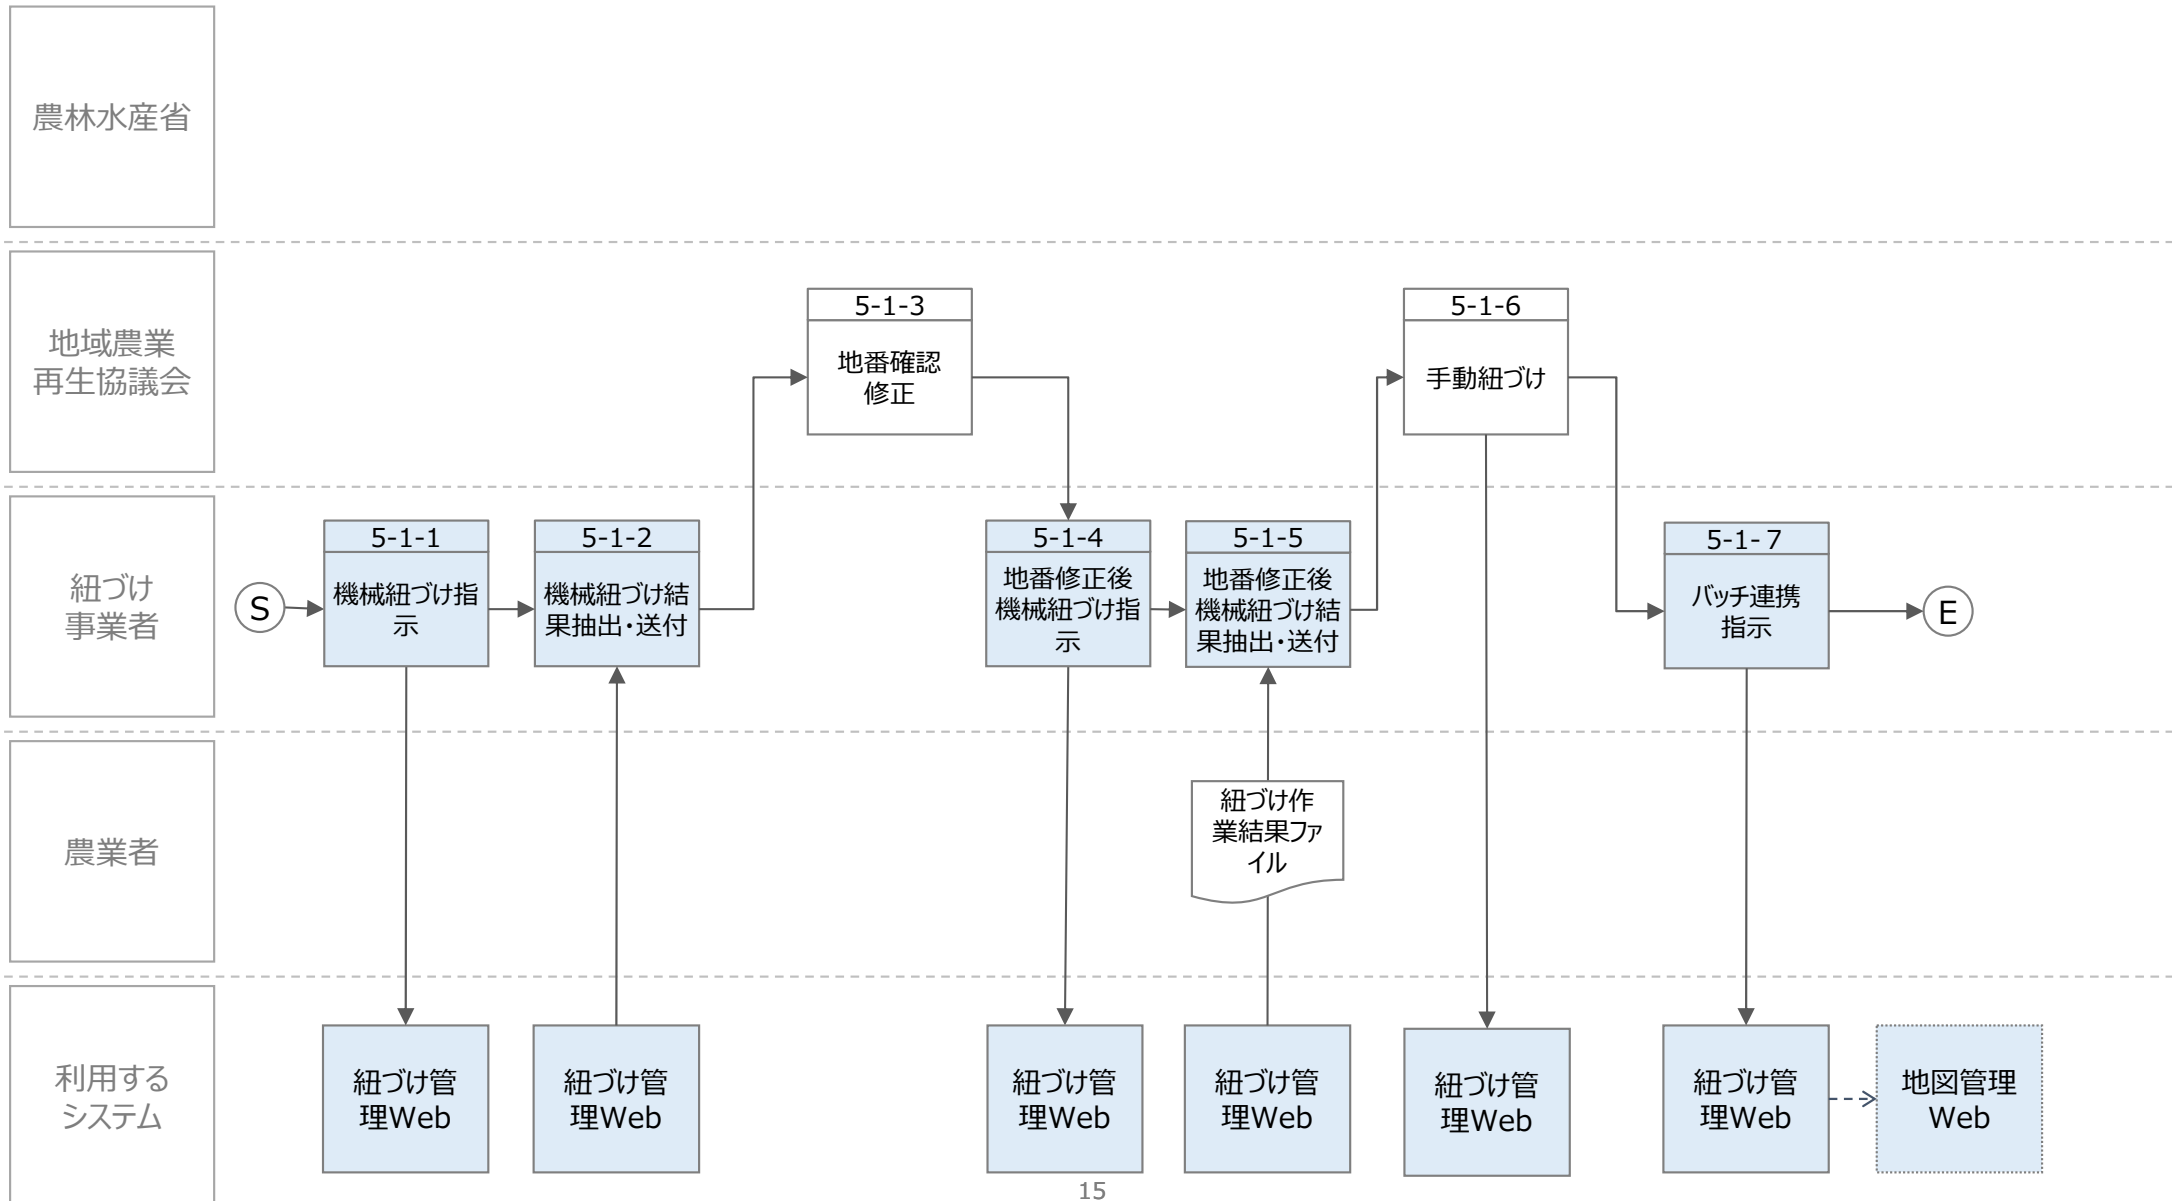 農林水産省
地域農業
再生協議会
5-1-3
地番確認
修正
5-1-6
手動紐づけ
紐づけ
事業者
S
5-1-1
機械紐づけ指
示
5-1-2
機械紐づけ結
果抽出・送付
5-1-4
地番修正後
機械紐づけ指
示
5-1-5
地番修正後
機械紐づけ結
果抽出・送付
5-1-7
バッチ連携
指示
E
農業者
紐づけ作
業結果ファ
イル
利用する
システム
紐づけ管
理Web
紐づけ管
理Web
紐づけ管
理Web
紐づけ管
理Web
紐づけ管
理Web
紐づけ管
理Web
地図管理
Web
15